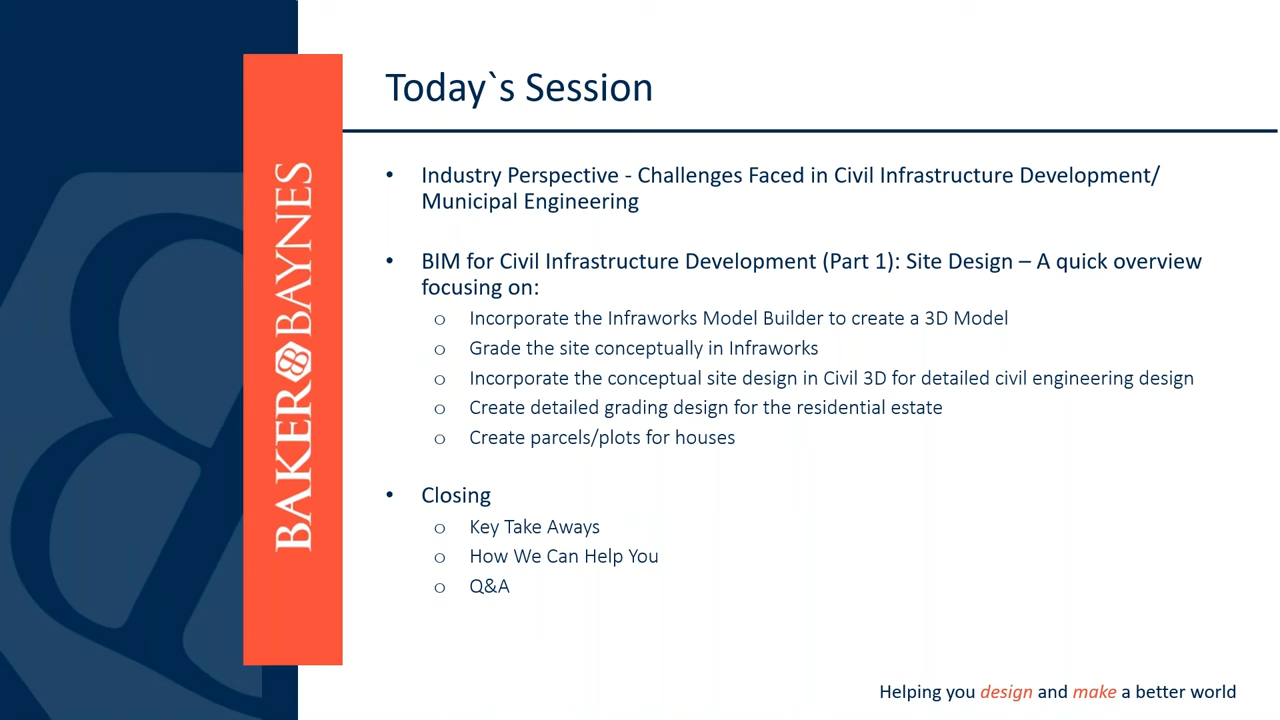 Today`s Session
BAKER BAYNES
• Industry Perspective - Challenges Faced in Civil Infrastructure Development/
Municipal Engineering
• BIM for Civil Infrastructure Development (Part 1): Site Design – A quick overview
focusing on:
o Incorporate the Infraworks Model Builder to create a 3D Model
o Grade the site conceptually in Infraworks
o Incorporate the conceptual site design in Civil 3D for detailed civil engineering design
o Create detailed grading design for the residential estate
o Create parcels/plots for houses
• Closing
o Key Take Aways
o How We Can Help You
o Q&A
Helping you design and make a better world